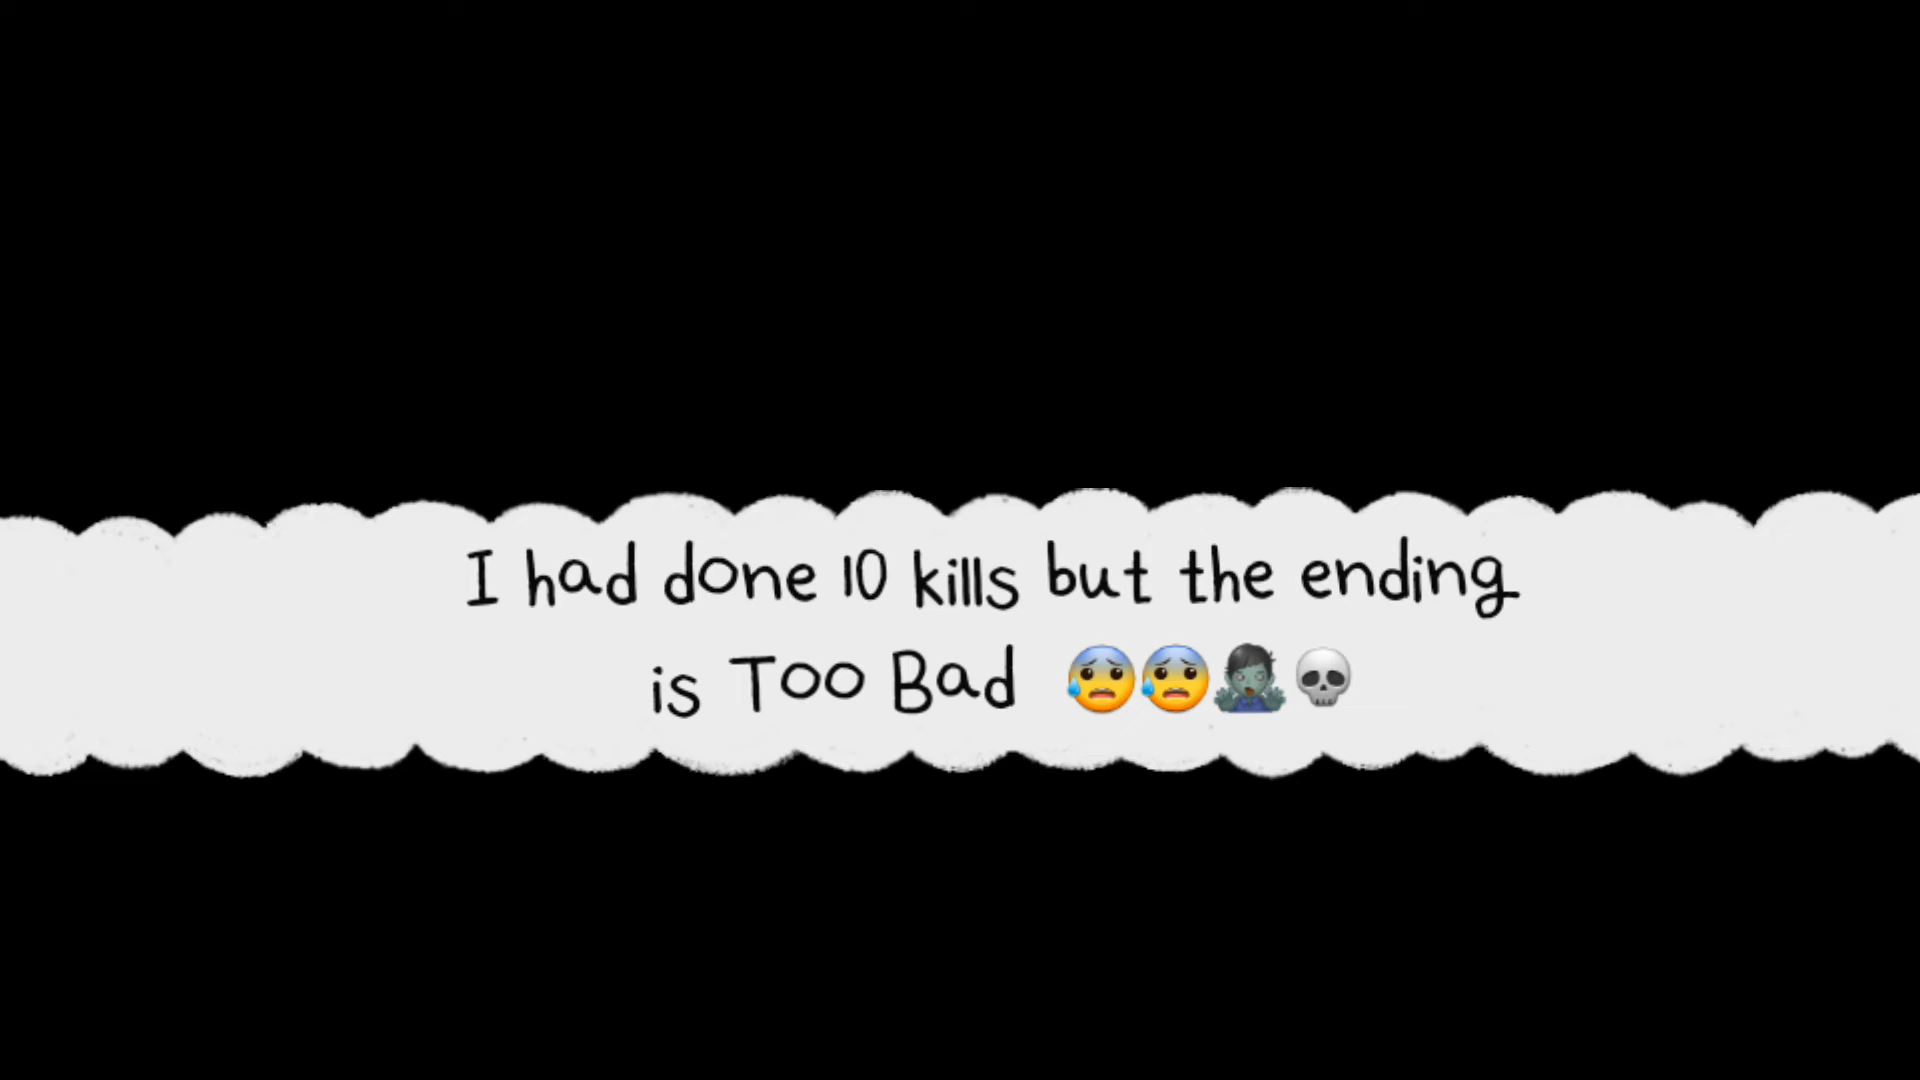 I had done 10 kills but the ending
is Too Bad 😰😰🧟‍♂️💀